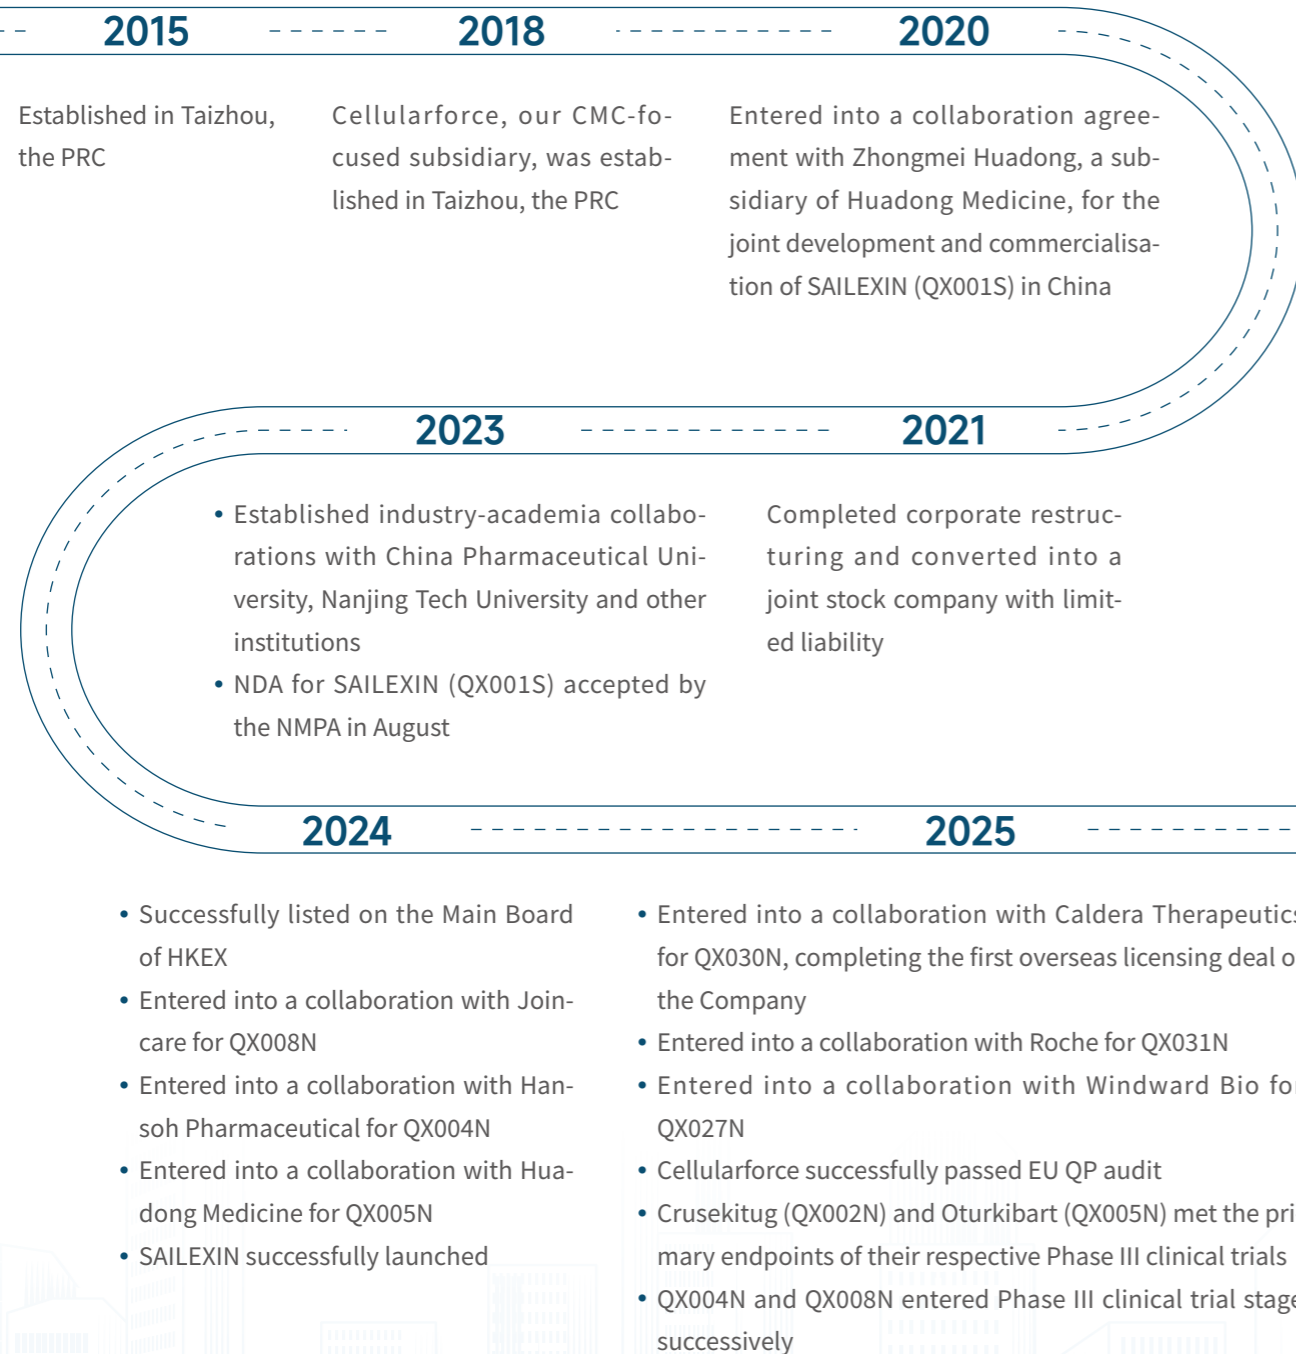 2015
Established in Taizhou,
the PRC
2018
Cellularforce, our CMC-fo-
cused subsidiary, was estab-
lished in Taizhou, the PRC
2020
Entered into a collaboration agree-
ment with Zhongmei Huadong, a sub-
sidiary of Huadong Medicine, for the
joint development and commercialisa-
tion of SAILEXIN (QX001S) in China
2021
Completed corporate restruc-
turing and converted into a
joint stock company with limit-
ed liability
2023
• Established industry-academia collabo-
rations with China Pharmaceutical Uni-
versity, Nanjing Tech University and other
institutions
• NDA for SAILEXIN (QX001S) accepted by
the NMPA in August
2024
• Successfully listed on the Main Board
of HKEX
• Entered into a collaboration with Join-
care for QX008N
• Entered into a collaboration with Han-
soh Pharmaceutical for QX004N
• Entered into a collaboration with Hua-
dong Medicine for QX005N
• SAILEXIN successfully launched
2025
• Entered into a collaboration with Caldera Therapeutics
for QX030N, completing the first overseas licensing deal o
the Company
• Entered into a collaboration with Roche for QX031N
• Entered into a collaboration with Windward Bio for
QX027N
• Cellularforce successfully passed EU QP audit
• Crusekitug (QX002N) and Oturkibart (QX005N) met the pri
mary endpoints of their respective Phase III clinical trials
• QX004N and QX008N entered Phase III clinical trial stage
successively